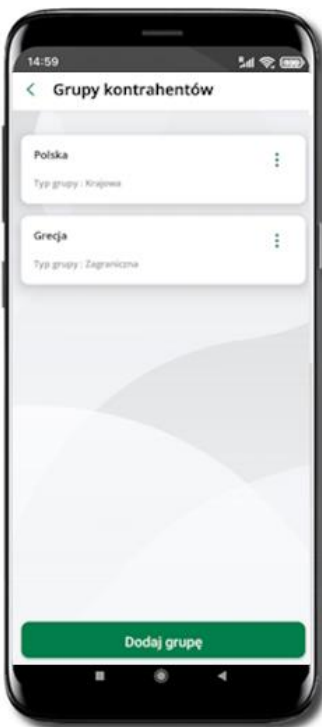 14:59
Grupy kontrahentów
Polska
Typ grupy : Krajowa
Grecja
Typ grupy : Zagraniczna
Dodaj grupę